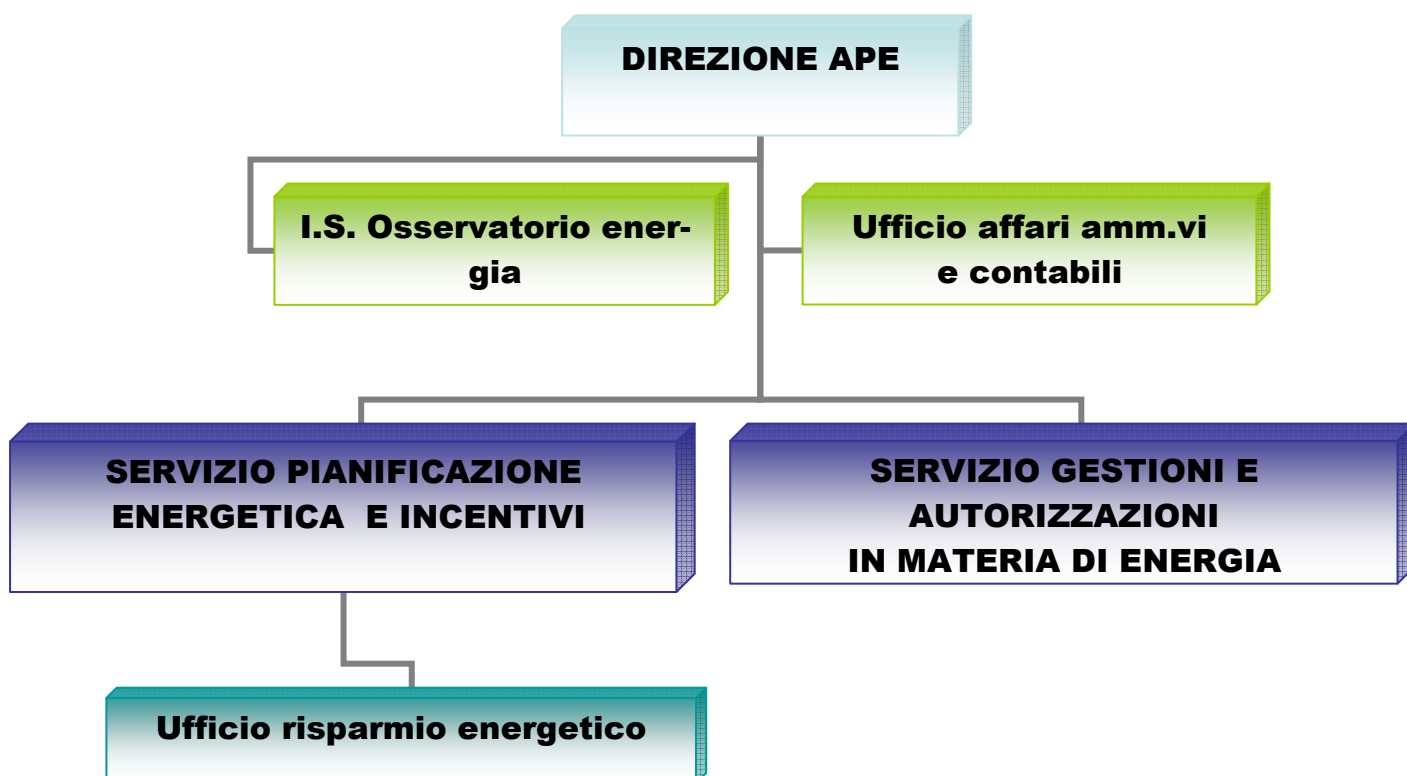 DIREZIONE APE
I.S. Osservatorio ener-
gia
Ufficio affari amm.vi
e contabili
SERVIZIO PIANIFICAZIONE
ENERGETICA  E INCENTIVI
SERVIZIO GESTIONI E
AUTORIZZAZIONI
IN MATERIA DI ENERGIA
Ufficio risparmio energetico